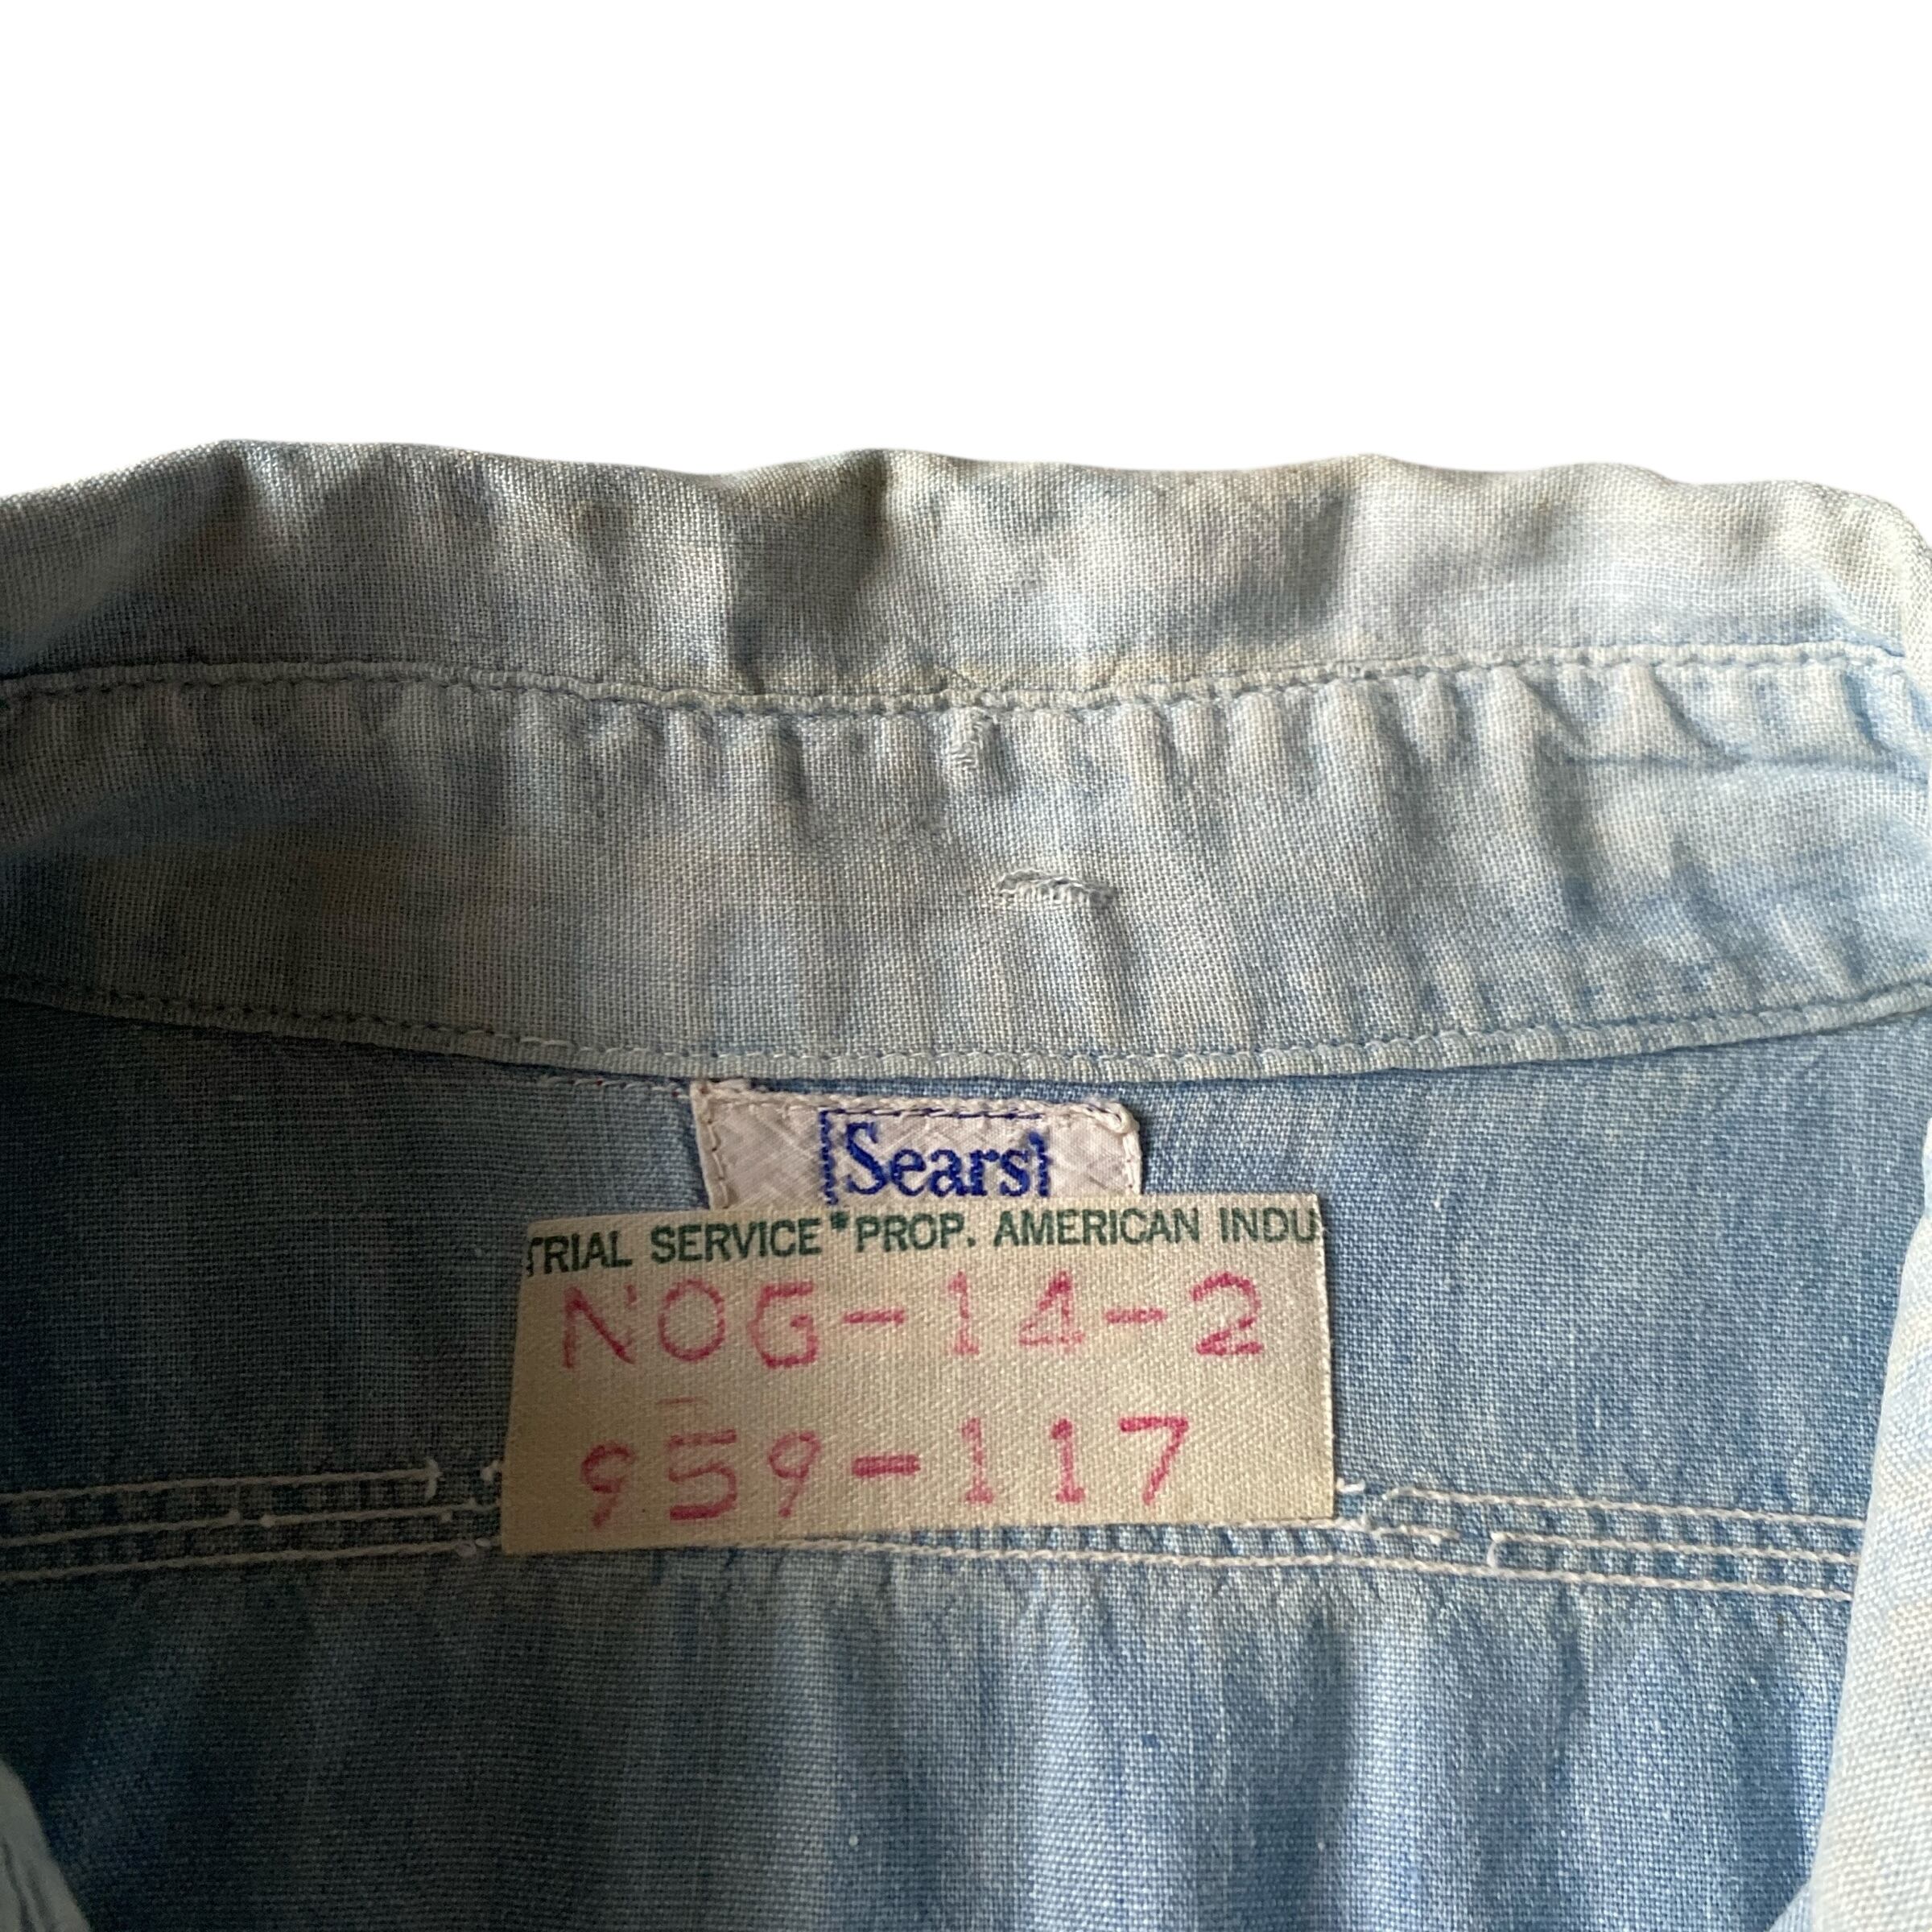 Sears
TRIAL SERVICE * PROP. AMERICAN INDU
NOG-14-2
959-117